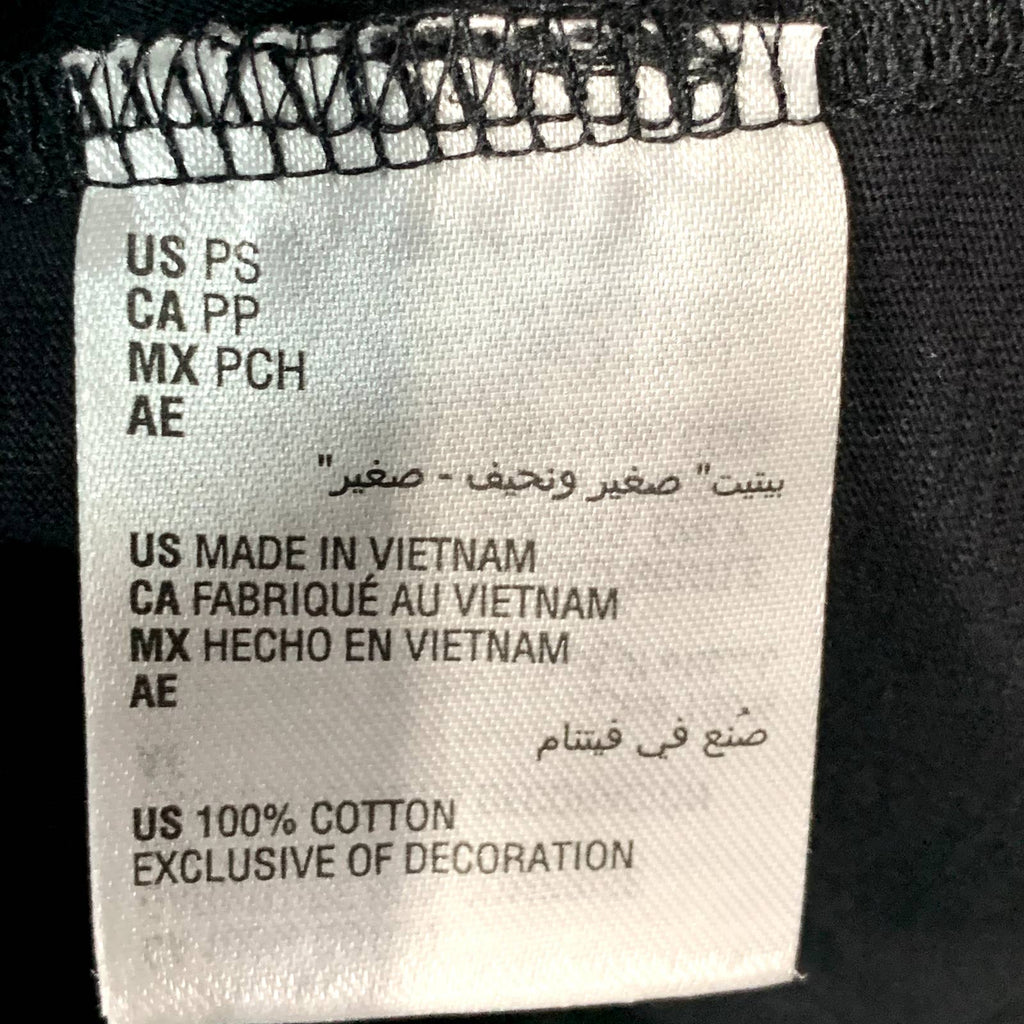 US PS
CA PP
MX PCH
AE
بيتيت" صغير ونحيف - صغير"
US MADE IN VIETNAM
CA FABRIQUÉ AU VIETNAM
MX HECHO EN VIETNAM
AE
صُنع في فيتنام
US 100% COTTON
EXCLUSIVE OF DECORATION